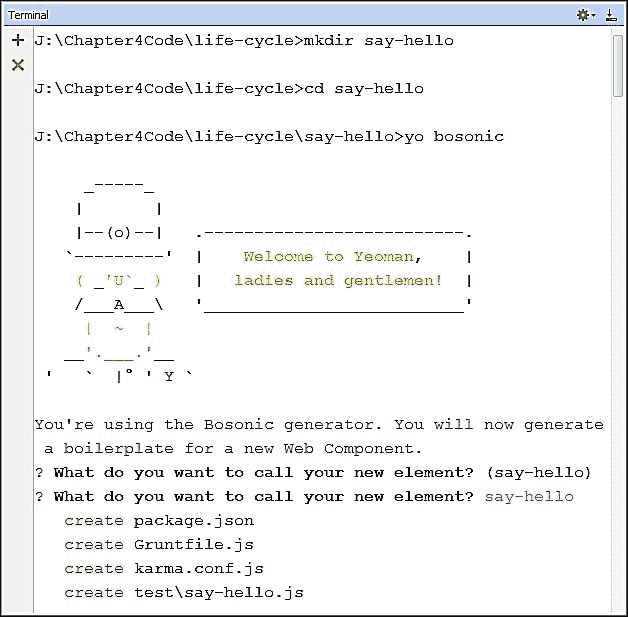 Terminal
J:\Chapter4Code\life-cycle>mkdir say-hello
J:\Chapter4Code\life-cycle>cd say-hello
J:\Chapter4Code\life-cycle\say-hello>yo bosonic
     _-----_
    |       |
    |--(o)--|   .--------------------------.
   `---------'  |    Welcome to Yeoman,    |
    ( _'U`_ )   |   ladies and gentlemen!  |
    /___A___\   '__________________________'
     |  ~  |
   __'.___.'__
 '   `  |° ' Y `
You're using the Bosonic generator. You will now generate
 a boilerplate for a new Web Component.
? What do you want to call your new element? (say-hello)
? What do you want to call your new element? say-hello
   create package.json
   create Gruntfile.js
   create karma.conf.js
   create test\say-hello.js